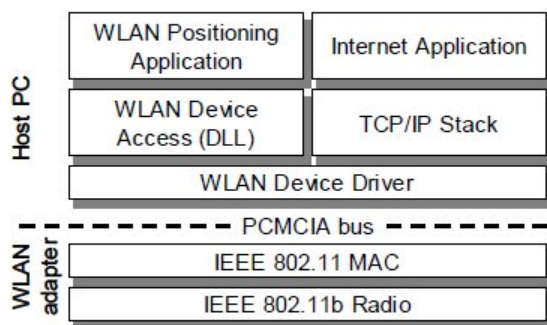 Host PC
WLAN Positioning
Application
Internet Application
WLAN Device
Access (DLL)
TCP/IP Stack
WLAN Device Driver
PCMCIA bus
WLAN
adapter
IEEE 802.11 MAC
IEEE 802.11b Radio